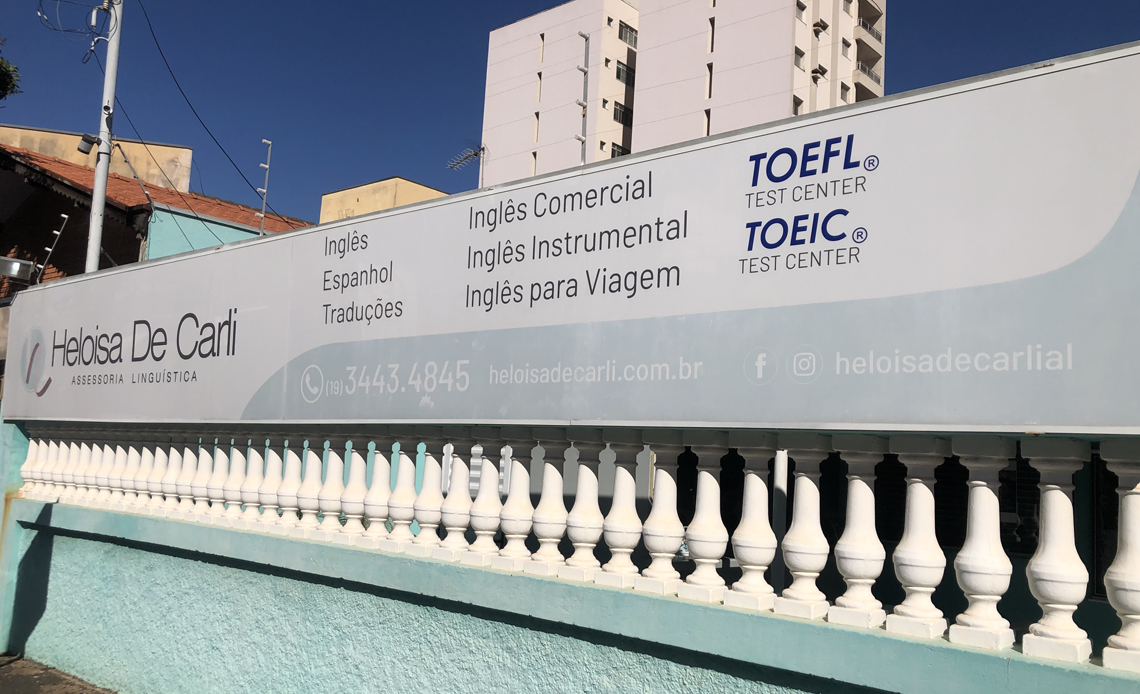 Heloisa De Carli
ASSESSORIA LINGUÍSTICA
Inglês
Espanhol
Traduções
Inglês Comercial
Inglês Instrumental
Inglês para Viagem
TOEFL®
TEST CENTER
TOEIC®
TEST CENTER
(19) 3443.4845 heloisadecarli.com.br f heloisadecarlial